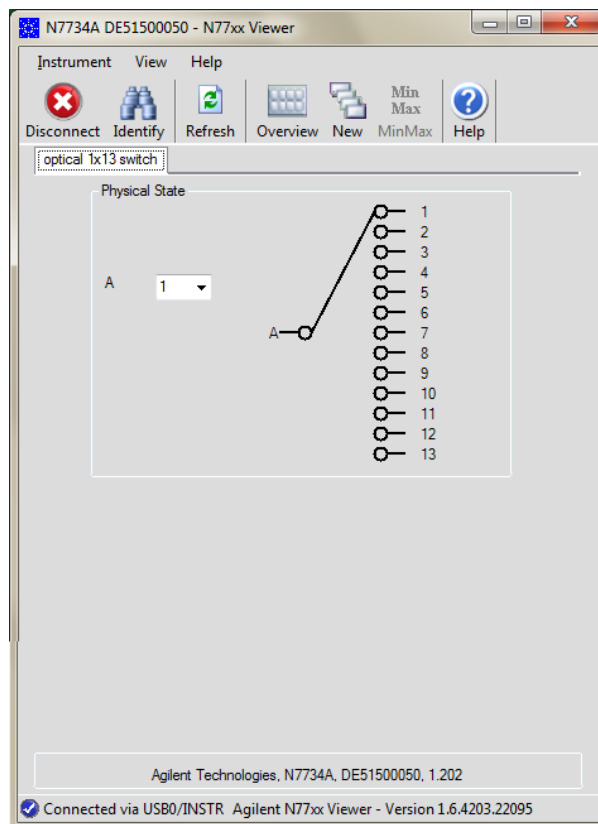 N7734A DE51500050 - N77xx Viewer
Instrument View Help
Min
Max
Disconnect Identify Refresh Overview New MinMax Help
optical 1x13 switch
Physical State
1
2
3
4
A 1
5
6
A 7
8
9
10
11
12
13
Agilent Technologies, N7734A, DE51500050, 1.202
Connected via USB0/INSTR Agilent N77xx Viewer - Version 1.6.4203.22095